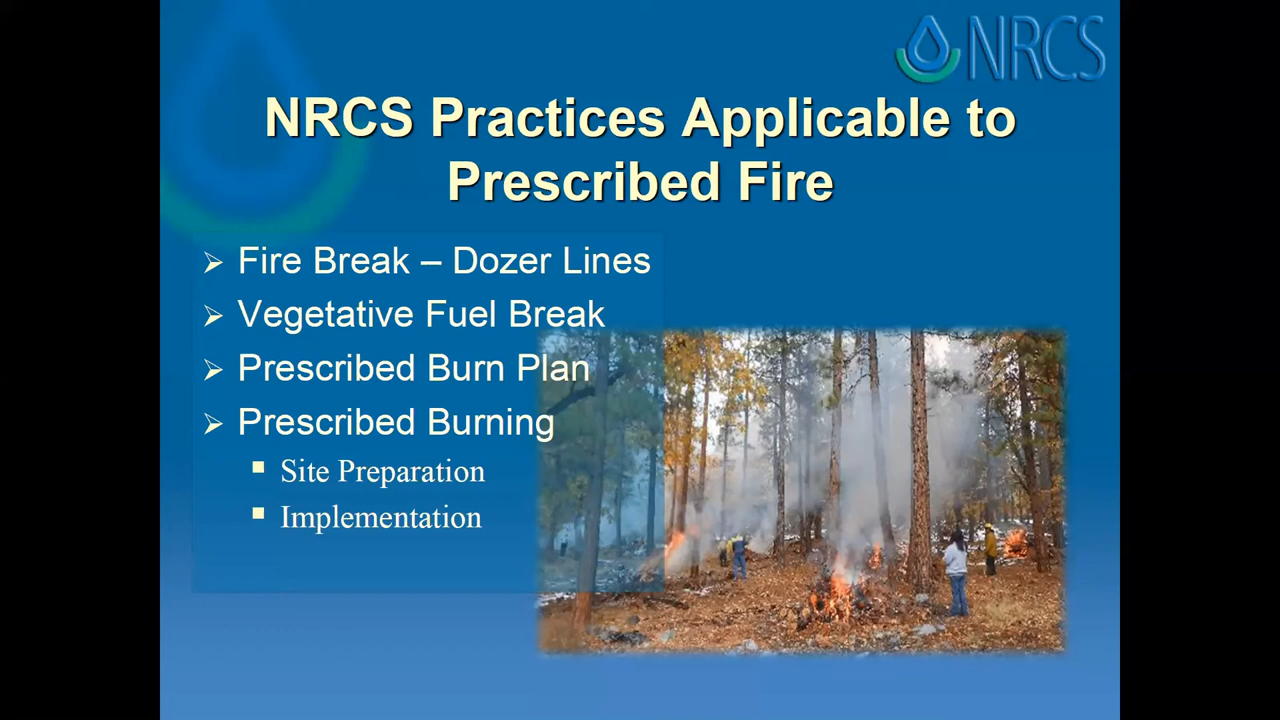 NRCS
NRCS Practices Applicable to
Prescribed Fire
Fire Break – Dozer Lines
Vegetative Fuel Break
Prescribed Burn Plan
Prescribed Burning
Site Preparation
Implementation